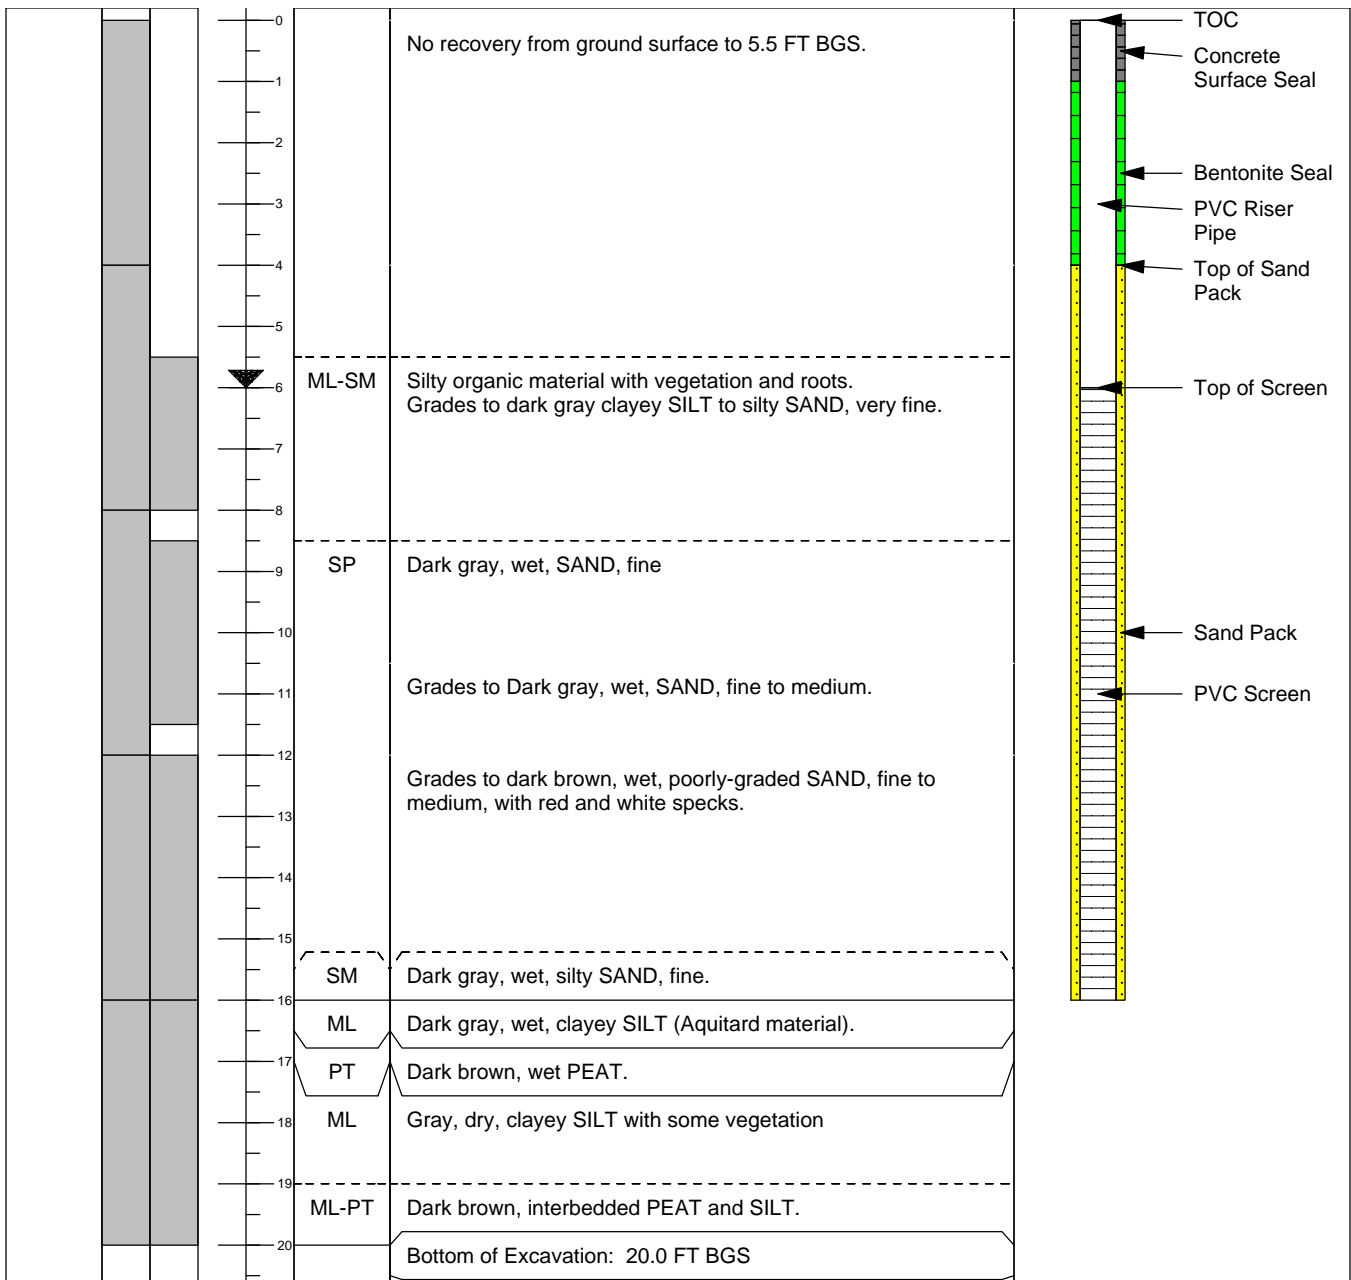 0
No recovery from ground surface to 5.5 FT BGS.
1
2
3
4
5
6
ML-SM
Silty organic material with vegetation and roots.
Grades to dark gray clayey SILT to silty SAND, very fine.
7
8
9
SP
Dark gray, wet, SAND, fine
10
11
Grades to Dark gray, wet, SAND, fine to medium.
12
Grades to dark brown, wet, poorly-graded SAND, fine to
medium, with red and white specks.
13
14
15
SM
Dark gray, wet, silty SAND, fine.
16
ML
Dark gray, wet, clayey SILT (Aquitard material).
17
PT
Dark brown, wet PEAT.
18
ML
Gray, dry, clayey SILT with some vegetation
19
ML-PT
Dark brown, interbedded PEAT and SILT.
20
Bottom of Excavation: 20.0 FT BGS
TOC
Concrete
Surface Seal
Bentonite Seal
PVC Riser
Pipe
Top of Sand
Pack
Top of Screen
Sand Pack
PVC Screen